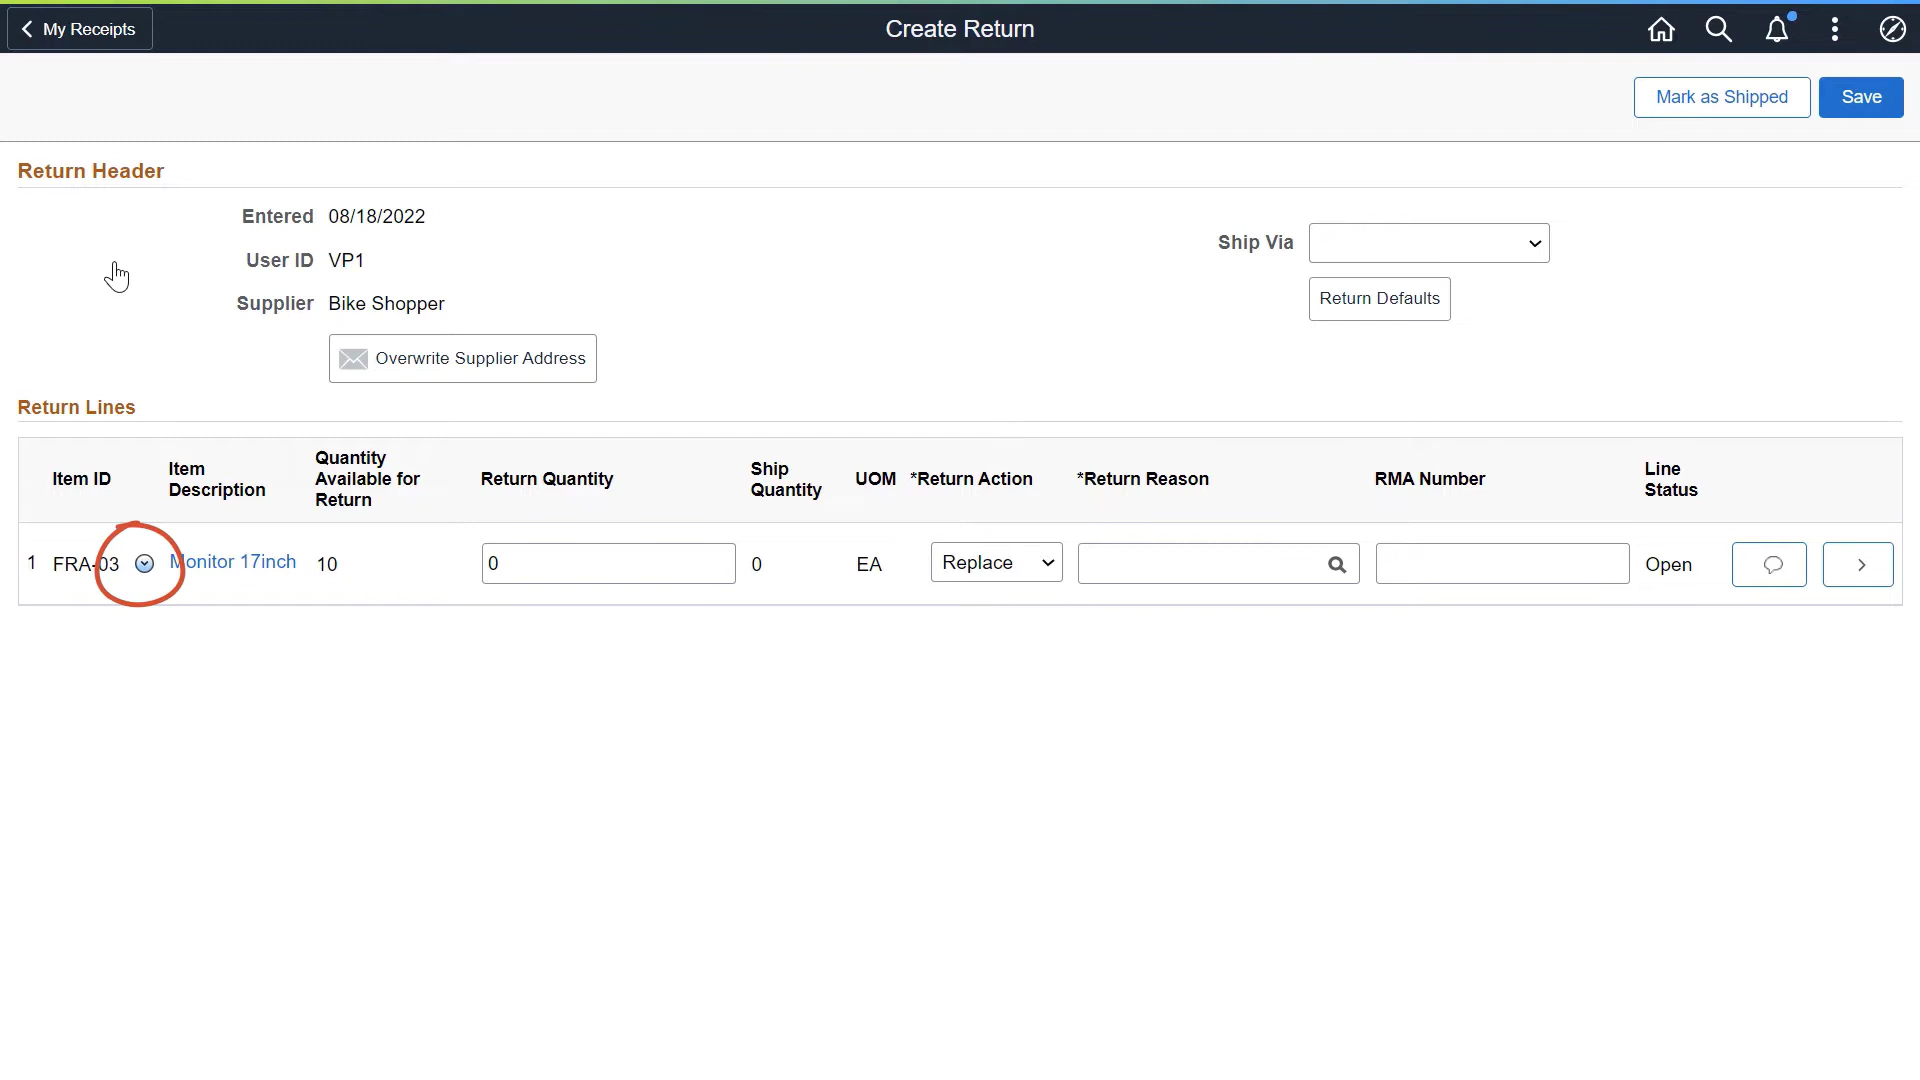 My Receipts
Create Return
Mark as Shipped
Save
Return Header
Entered 08/18/2022
User ID VP1
Supplier Bike Shopper
Overwrite Supplier Address
Ship Via
Return Defaults
Return Lines
Item ID
Item
Description
Quantity
Available for
Return
Return Quantity
Ship
Quantity
UOM
*Return Action
*Return Reason
RMA Number
Line
Status
1 FRA-03 Monitor 17inch 10 0 0 EA Replace Open